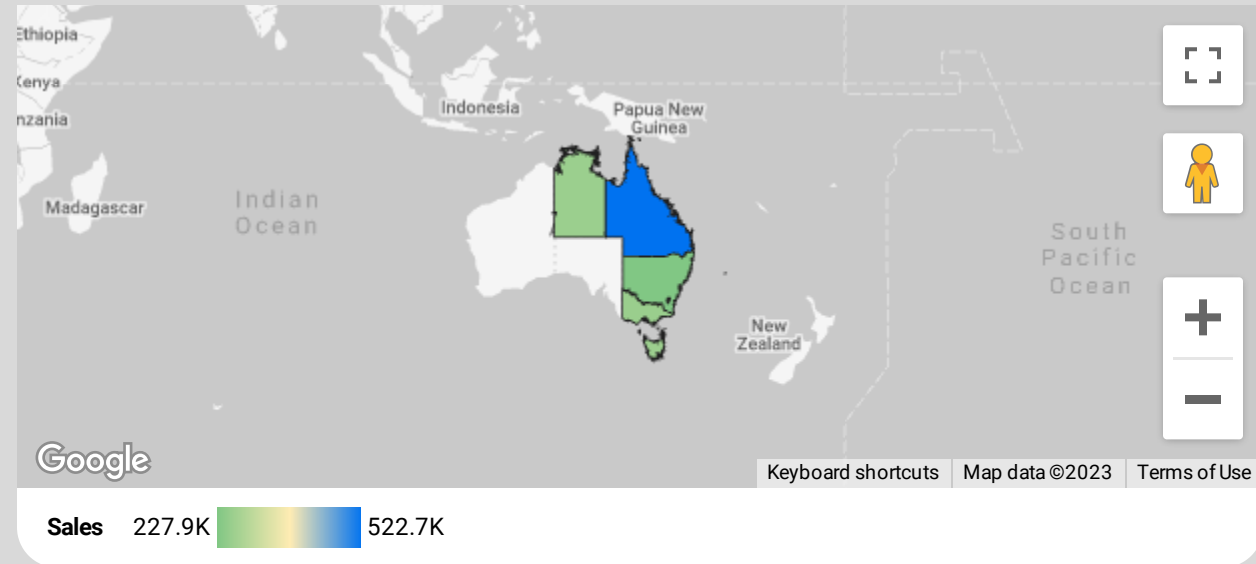 Ethiopia
Kenya
nzania
Madagascar
Indian
Ocean
Indonesia
Papua New
Guinea
South
Pacific
Ocean
New
Zealand
Google
Keyboard shortcuts
Map data ©2023
Terms of Use
Sales 227.9K 522.7K